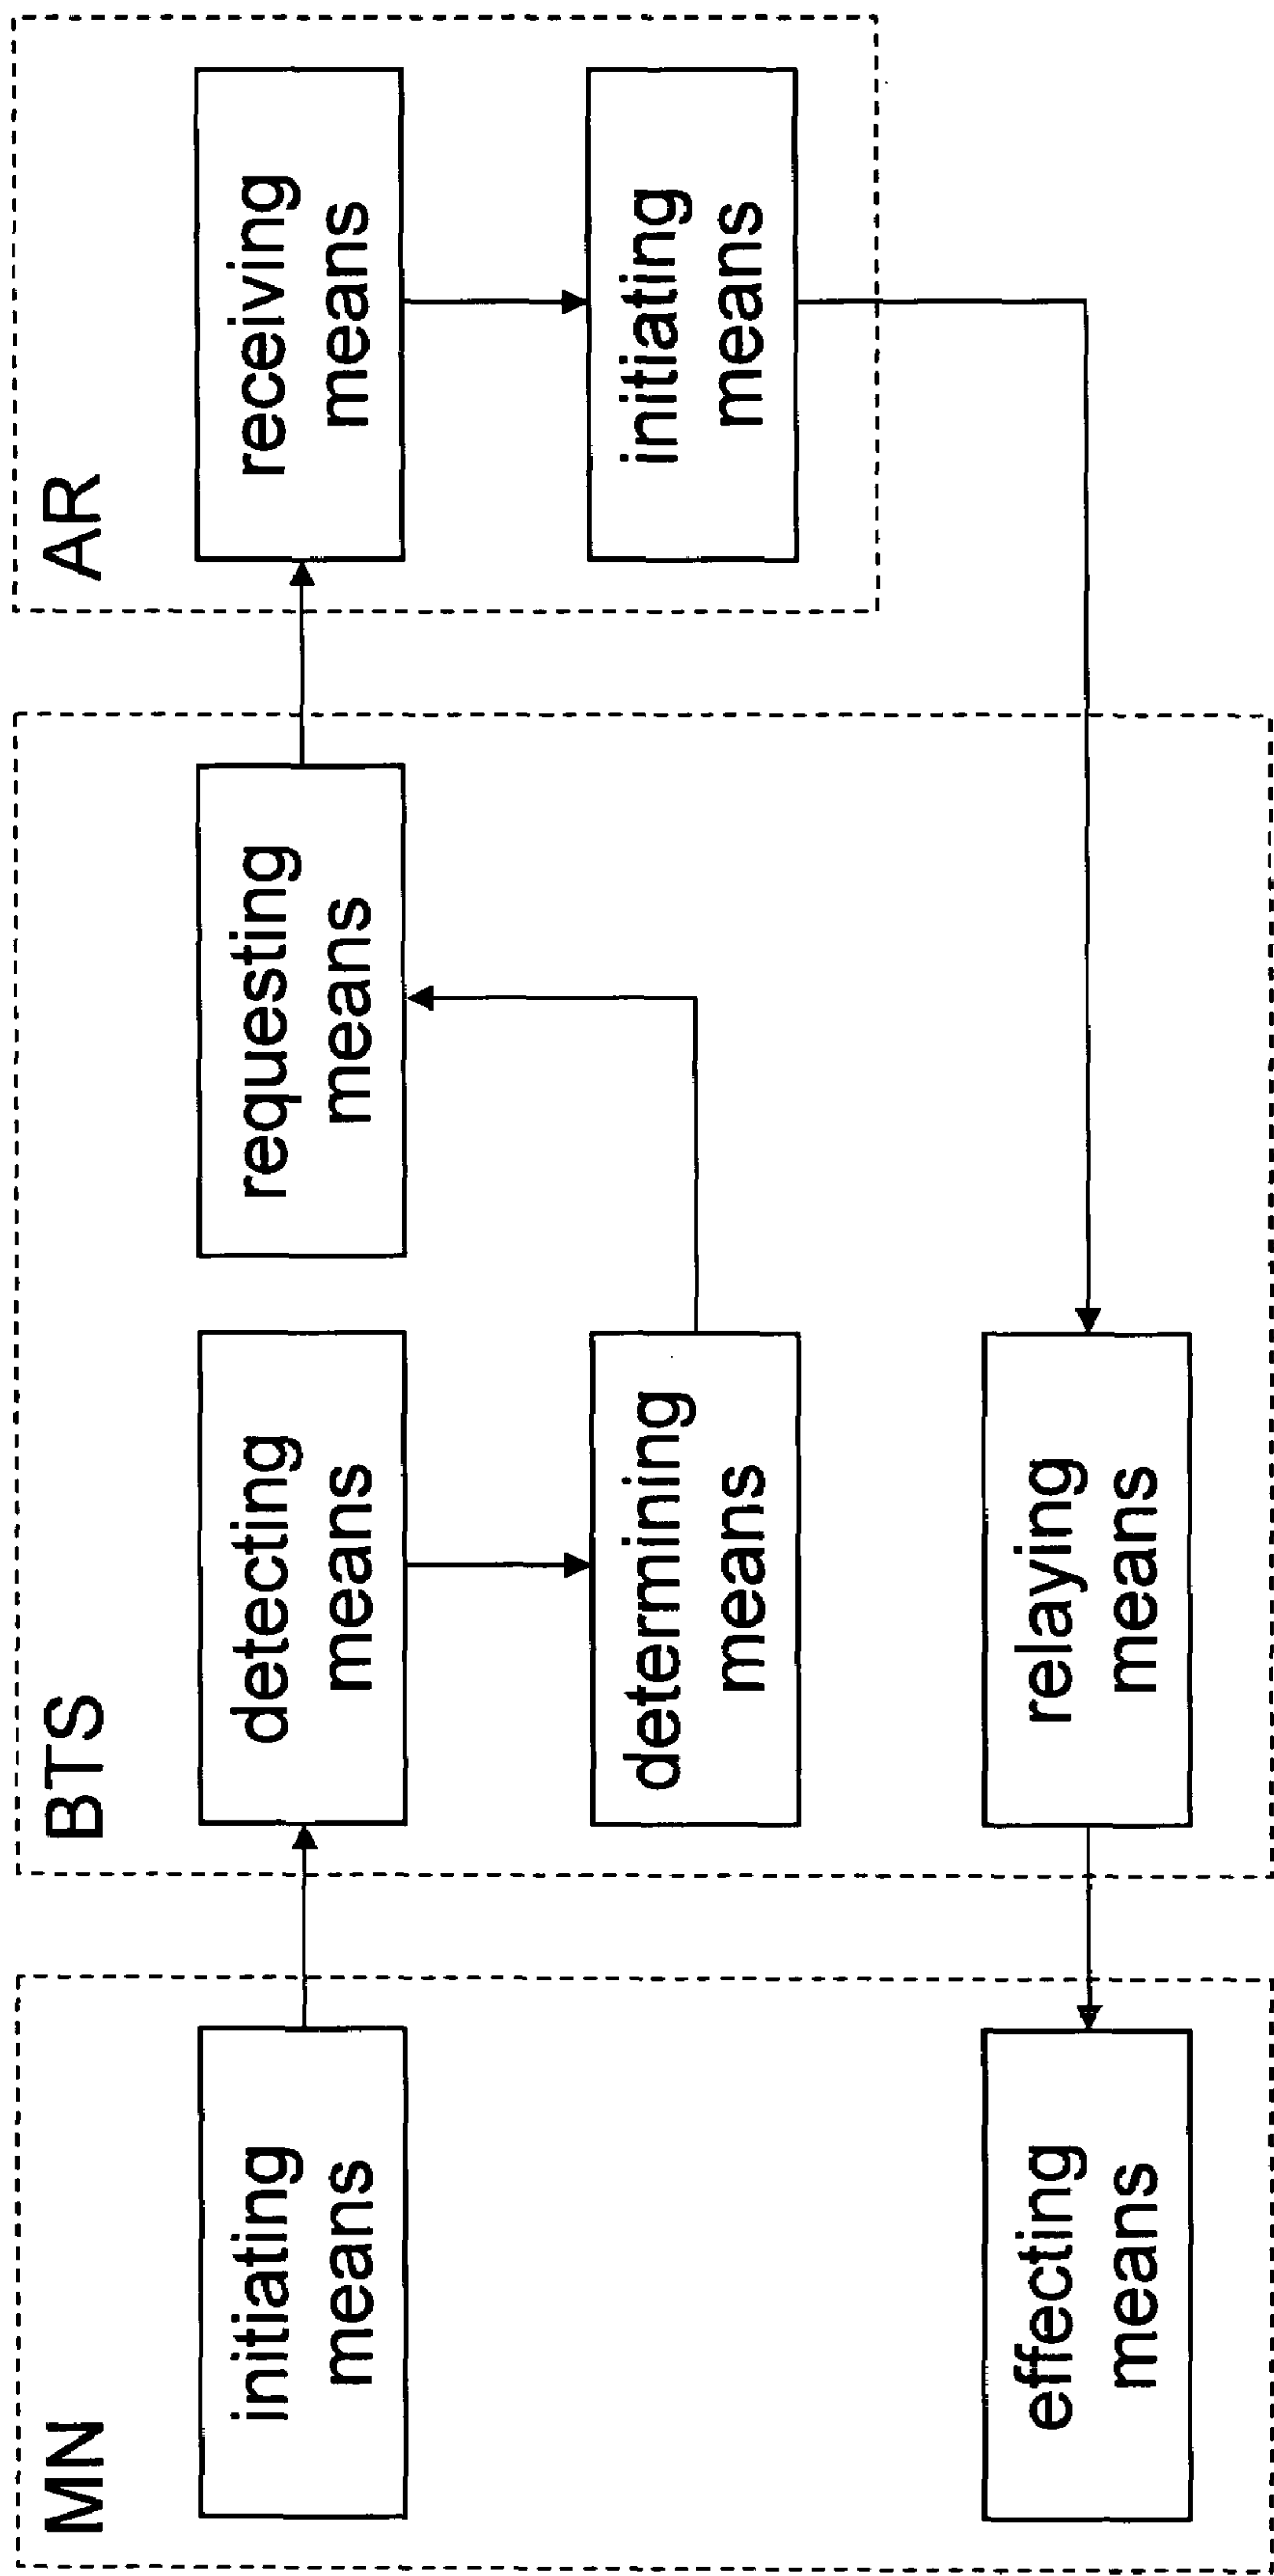 MN
initiating
means
effecting
means
BTS
detecting
means
determining
means
requesting
means
relaying
means
AR
receiving
means
initiating
means